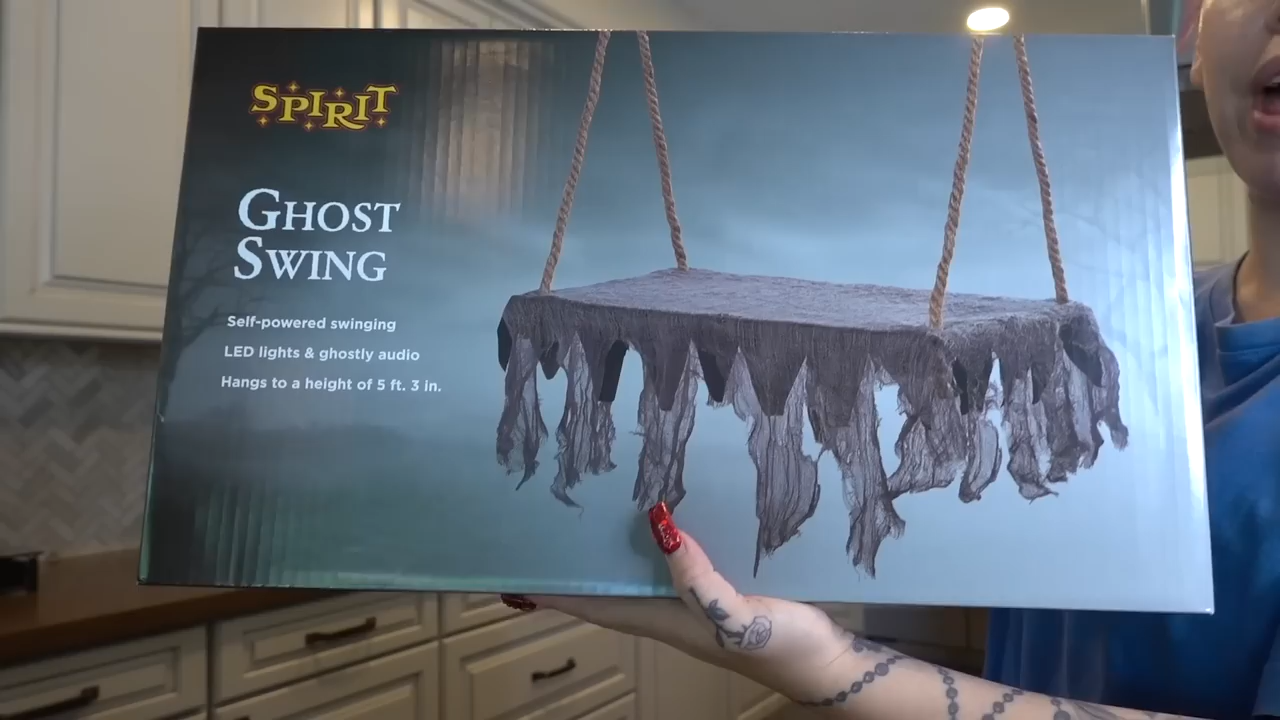 SPIRIT
GHOST
SWING
Self-powered swinging
LED lights & ghostly audio
Hangs to a height of 5 ft. 3 in.